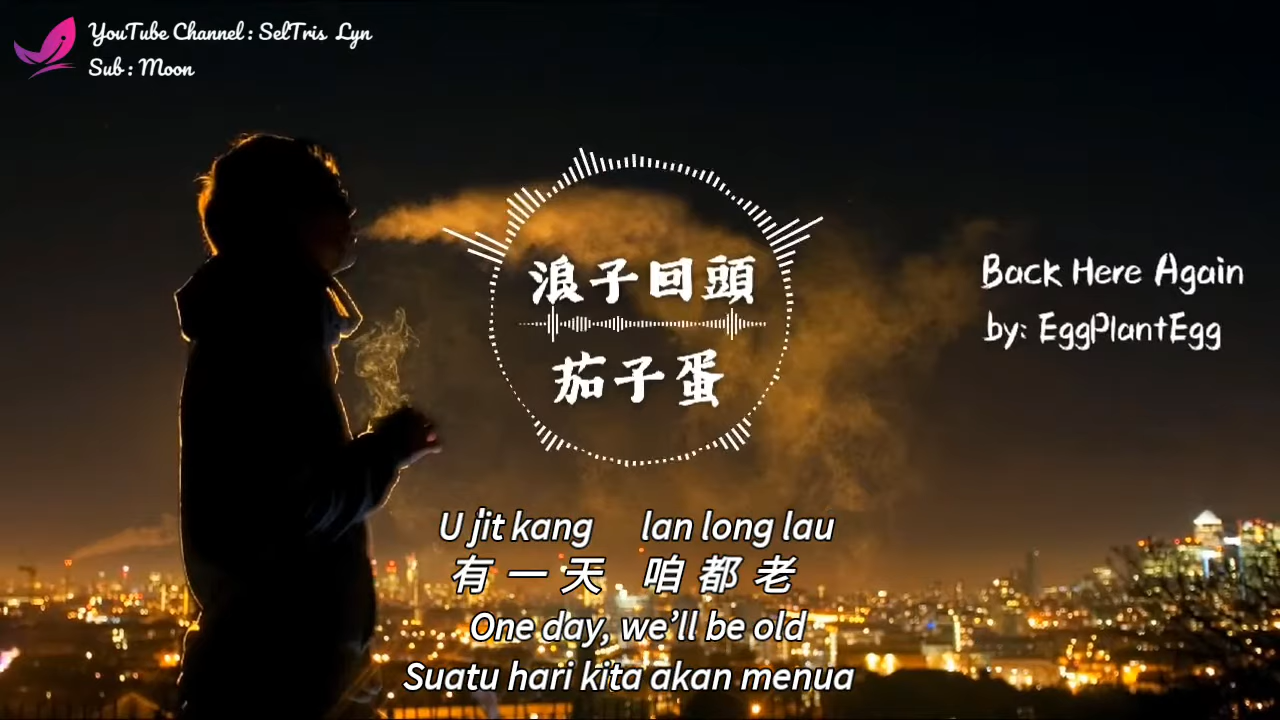 YouTube Channel : SelTris Lyn
Sub : Moon
浪子回頭
茄子蛋
Back Here Again
by: EggPlantEgg
U jit kang lan long lau
有一天 咱都老
One day, we'll be old
Suatu hari kita akan menua